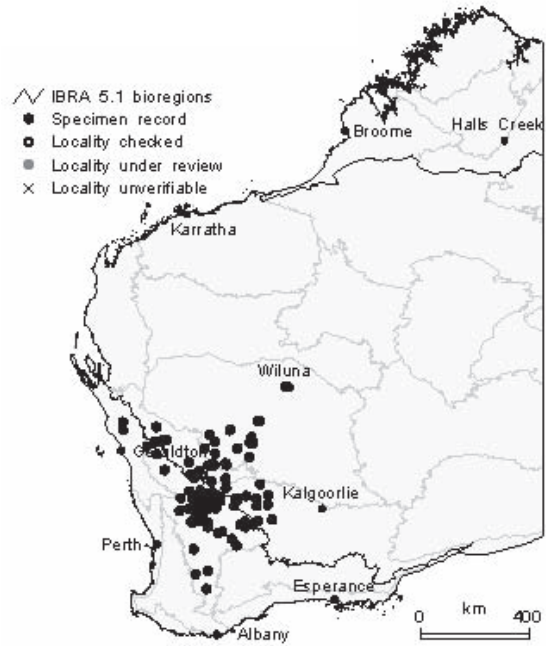 IBRA 5.1 bioregions
Specimen record
Locality checked
Locality under review
Locality unverifiable
Broome
Halls Creek
Karratha
Wiluna
Geraldton
Kalgoorlie
Perth
Esperance
Albany
km
0 400